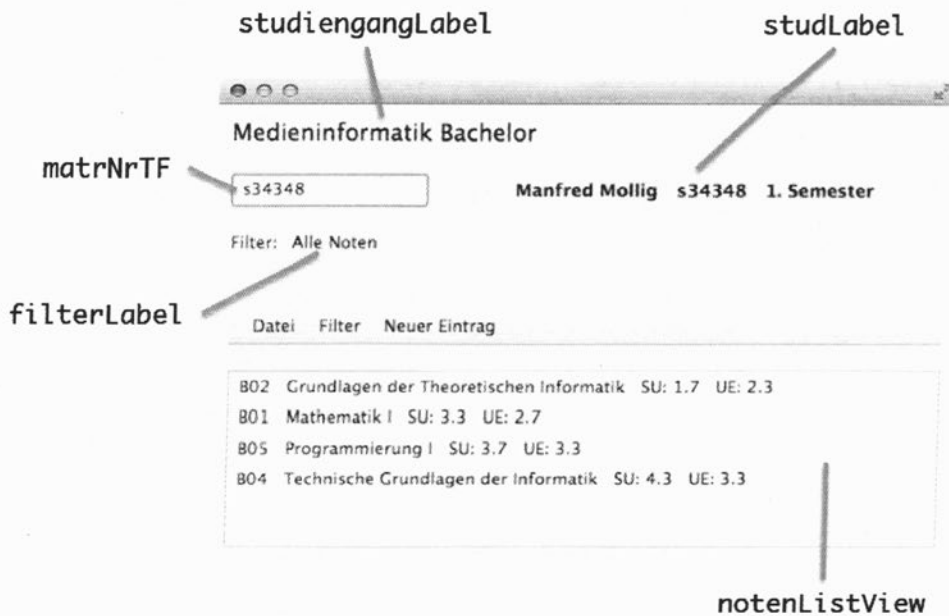 studiengangLabel
studLabel
Medieninformatik Bachelor
matrNrTF
s34348
Manfred Mollig s34348 1. Semester
Filter: Alle Noten
filterLabel
Datei Filter Neuer Eintrag
B02 Grundlagen der Theoretischen Informatik SU: 1.7 UE: 2.3
B01 Mathematik I SU: 3.3 UE: 2.7
B05 Programmierung I SU: 3.7 UE: 3.3
B04 Technische Grundlagen der Informatik SU: 4.3 UE: 3.3
notenListView